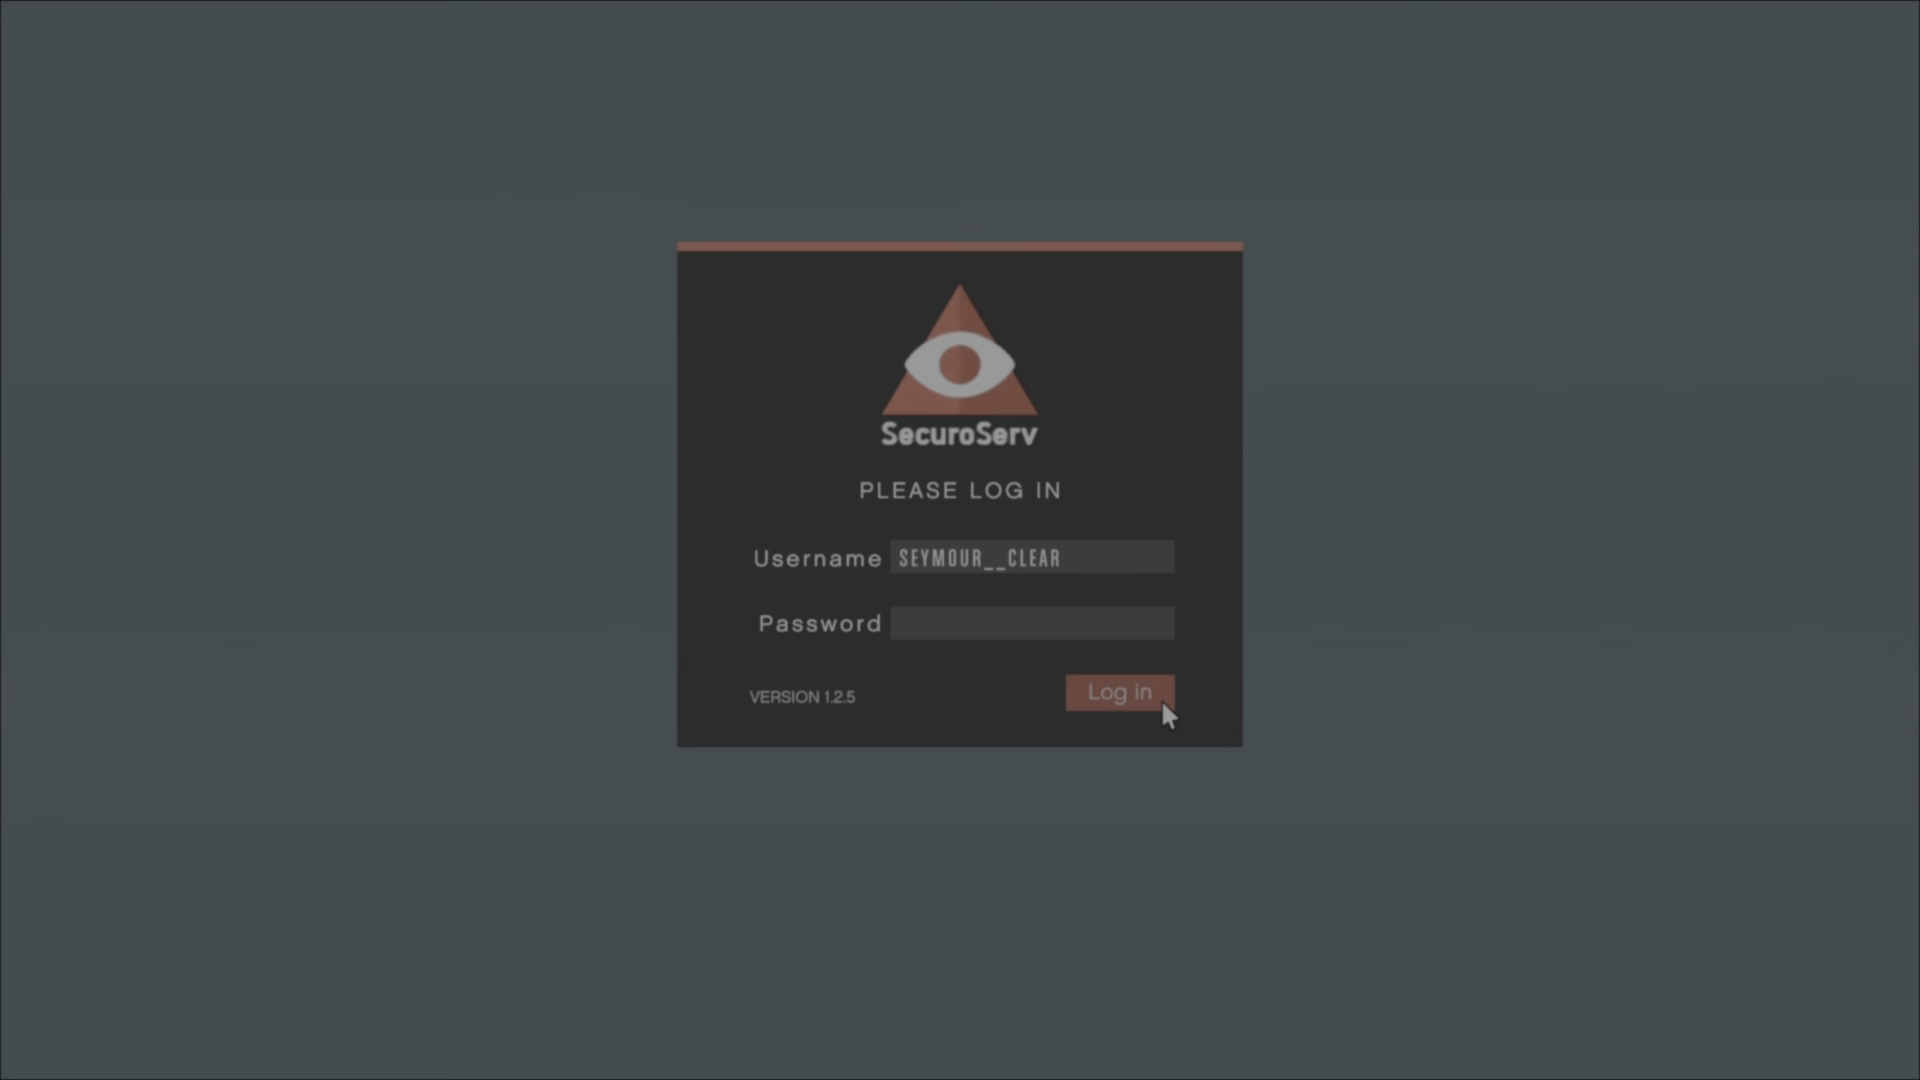 SecuroServ
PLEASE LOG IN
Username SEYMOUR__CLEAR
Password
VERSION 1.2.5 Log in